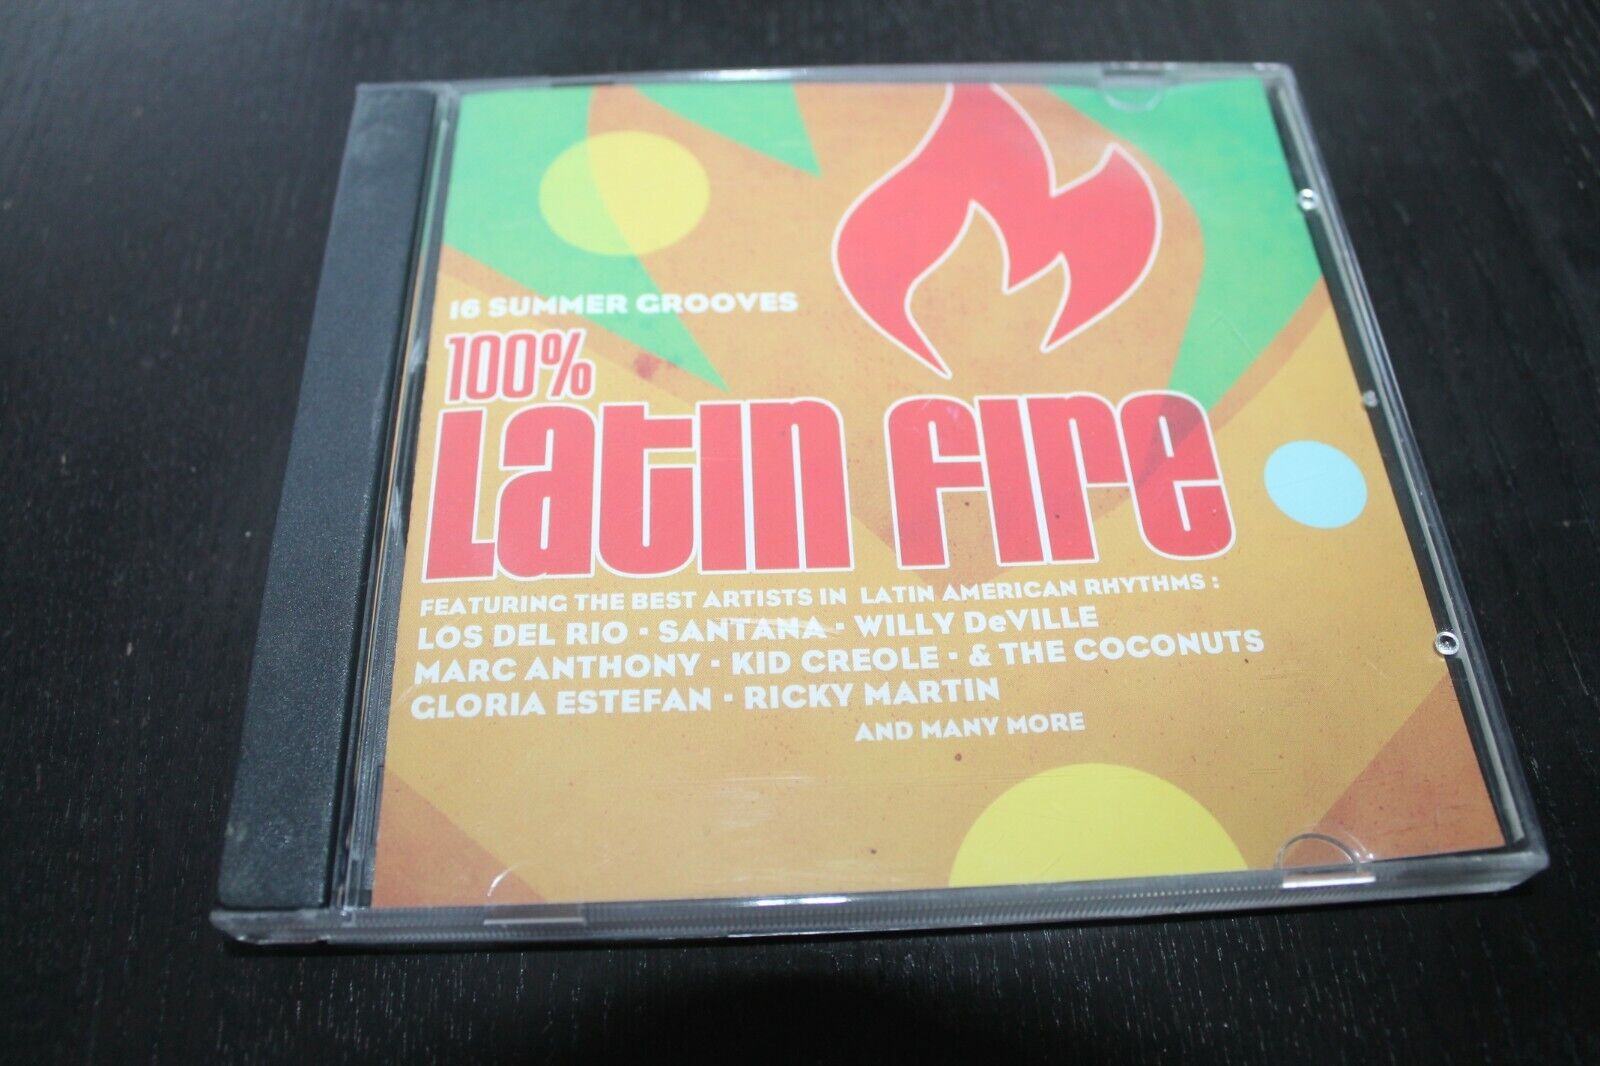 16 SUMMER GROOVES
100%
Latin Fire
FEATURING THE BEST ARTISTS IN LATIN AMERICAN RHYTHMS :
LOS DEL RIO · SANTANA · WILLY DeVILLE
MARC ANTHONY · KID CREOLE · & THE COCONUTS
GLORIA ESTEFAN · RICKY MARTIN
AND MANY MORE